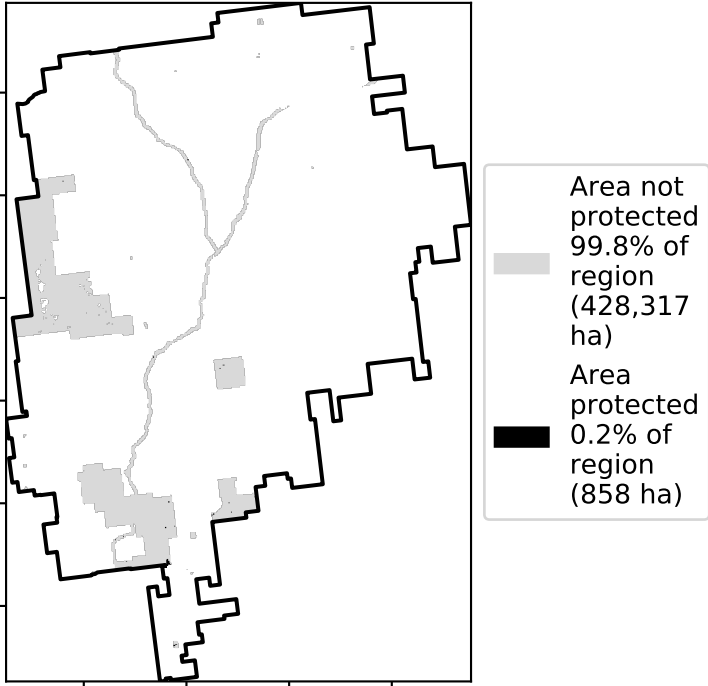 Area not
protected
99.8% of
region
(428,317
ha)
Area
protected
0.2% of
region
(858 ha)